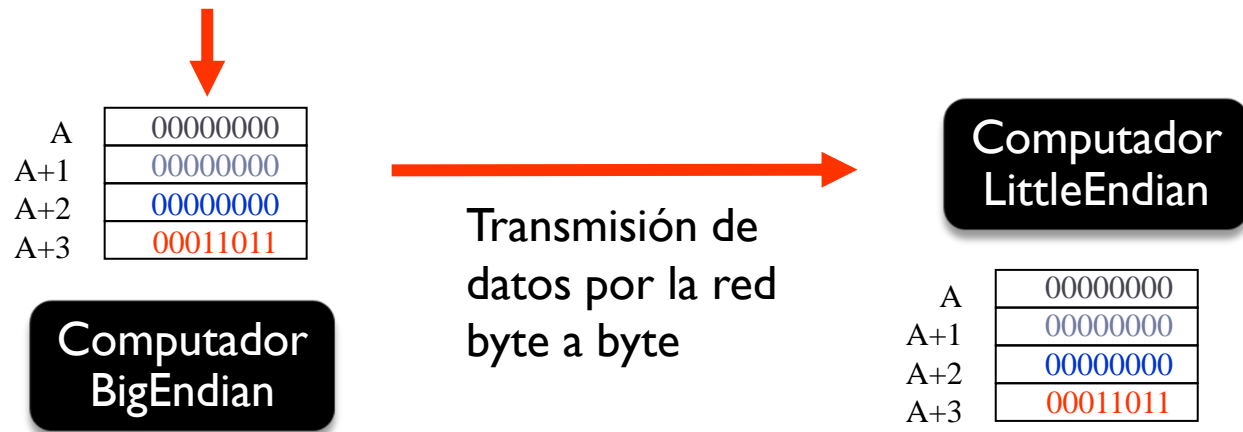 A 00000000
A+1 00000000
A+2 00000000
A+3 00011011
Computador
BigEndian
Transmisión de
datos por la red
byte a byte
Computador
LittleEndian
A 00000000
A+1 00000000
A+2 00000000
A+3 00011011